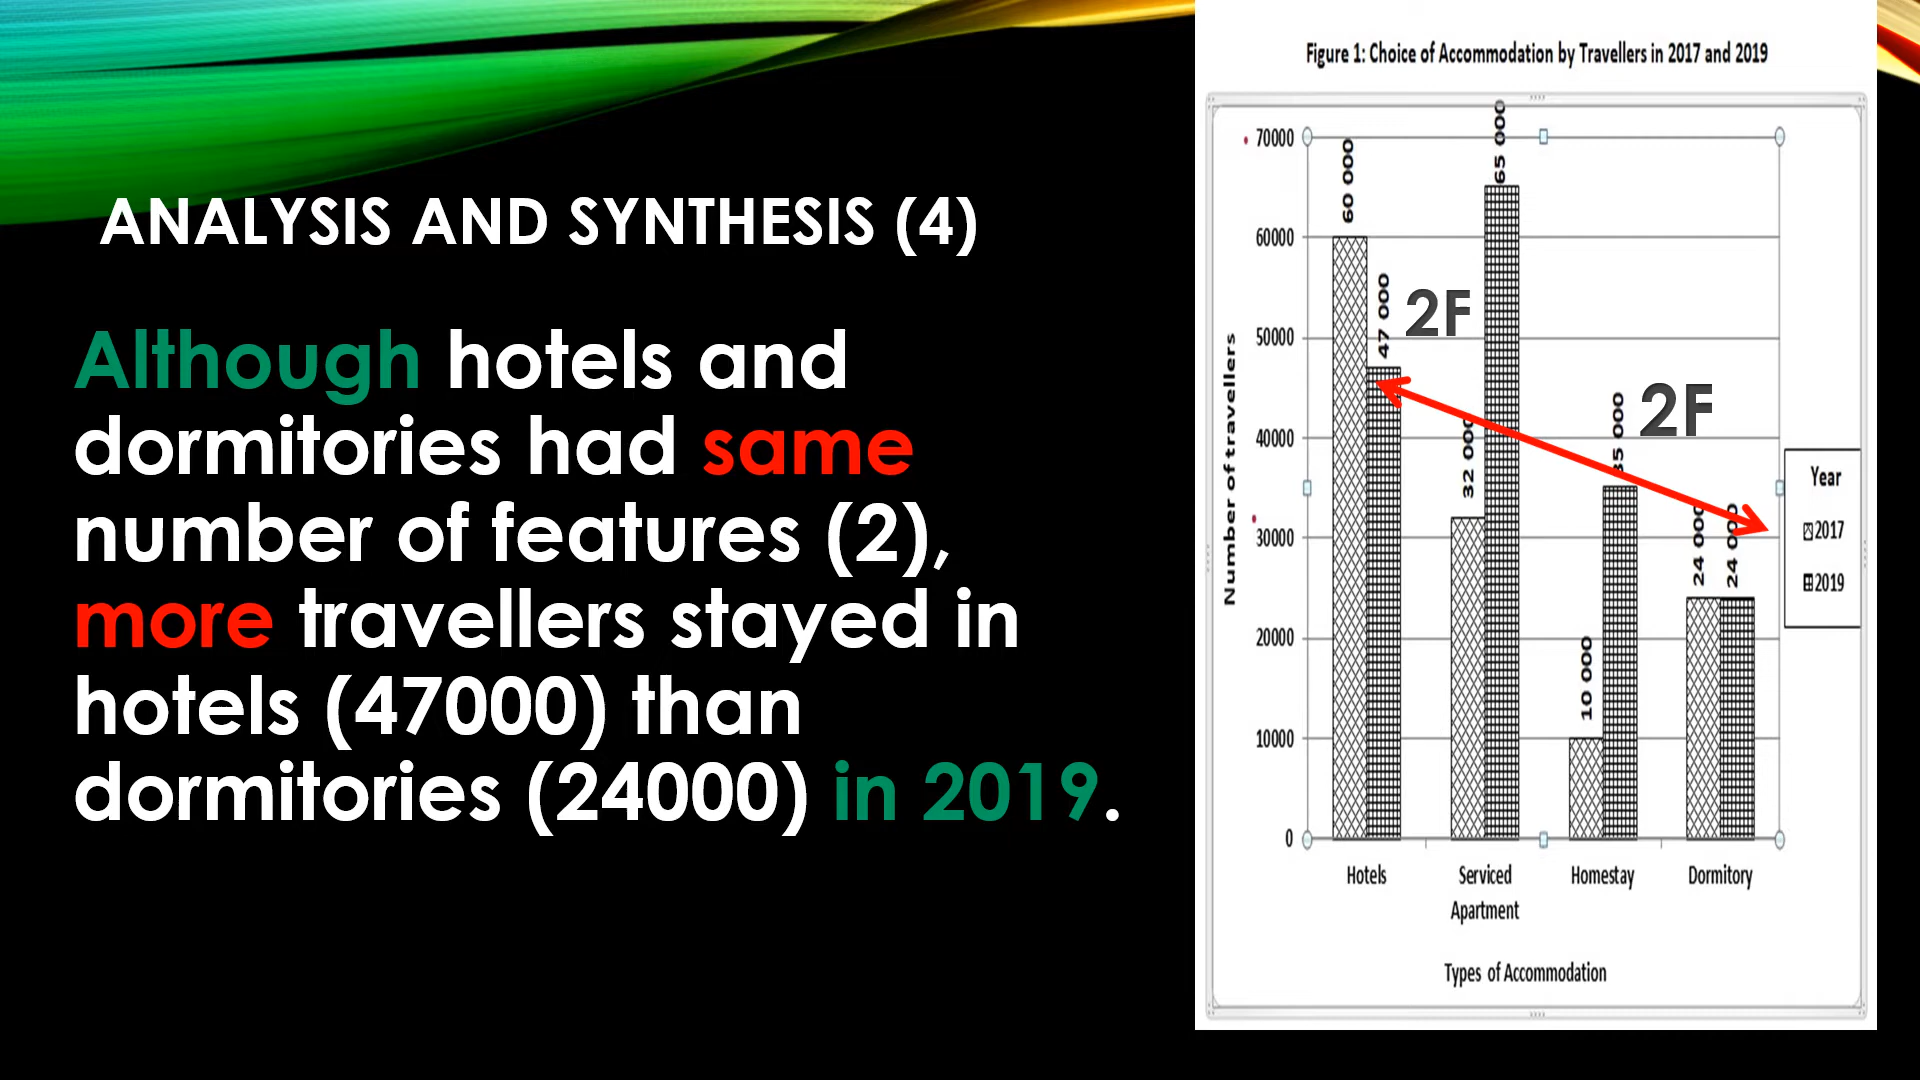 ANALYSIS AND SYNTHESIS (4)
Although hotels and
dormitories had same
number of features (2),
more travellers stayed in
hotels (47000) than
dormitories (24000) in 2019.
Figure 1: Choice of Accommodation by Travellers in 2017 and 2019
Number of travellers
70000
60000
50000
40000
30000
20000
10000
0
60 000
47 000
32 000
65 000
10 000
35 000
24 000
24 000
2F
2F
Year
2017
2019
Hotels
Serviced
Apartment
Homestay
Dormitory
Types of Accommodation